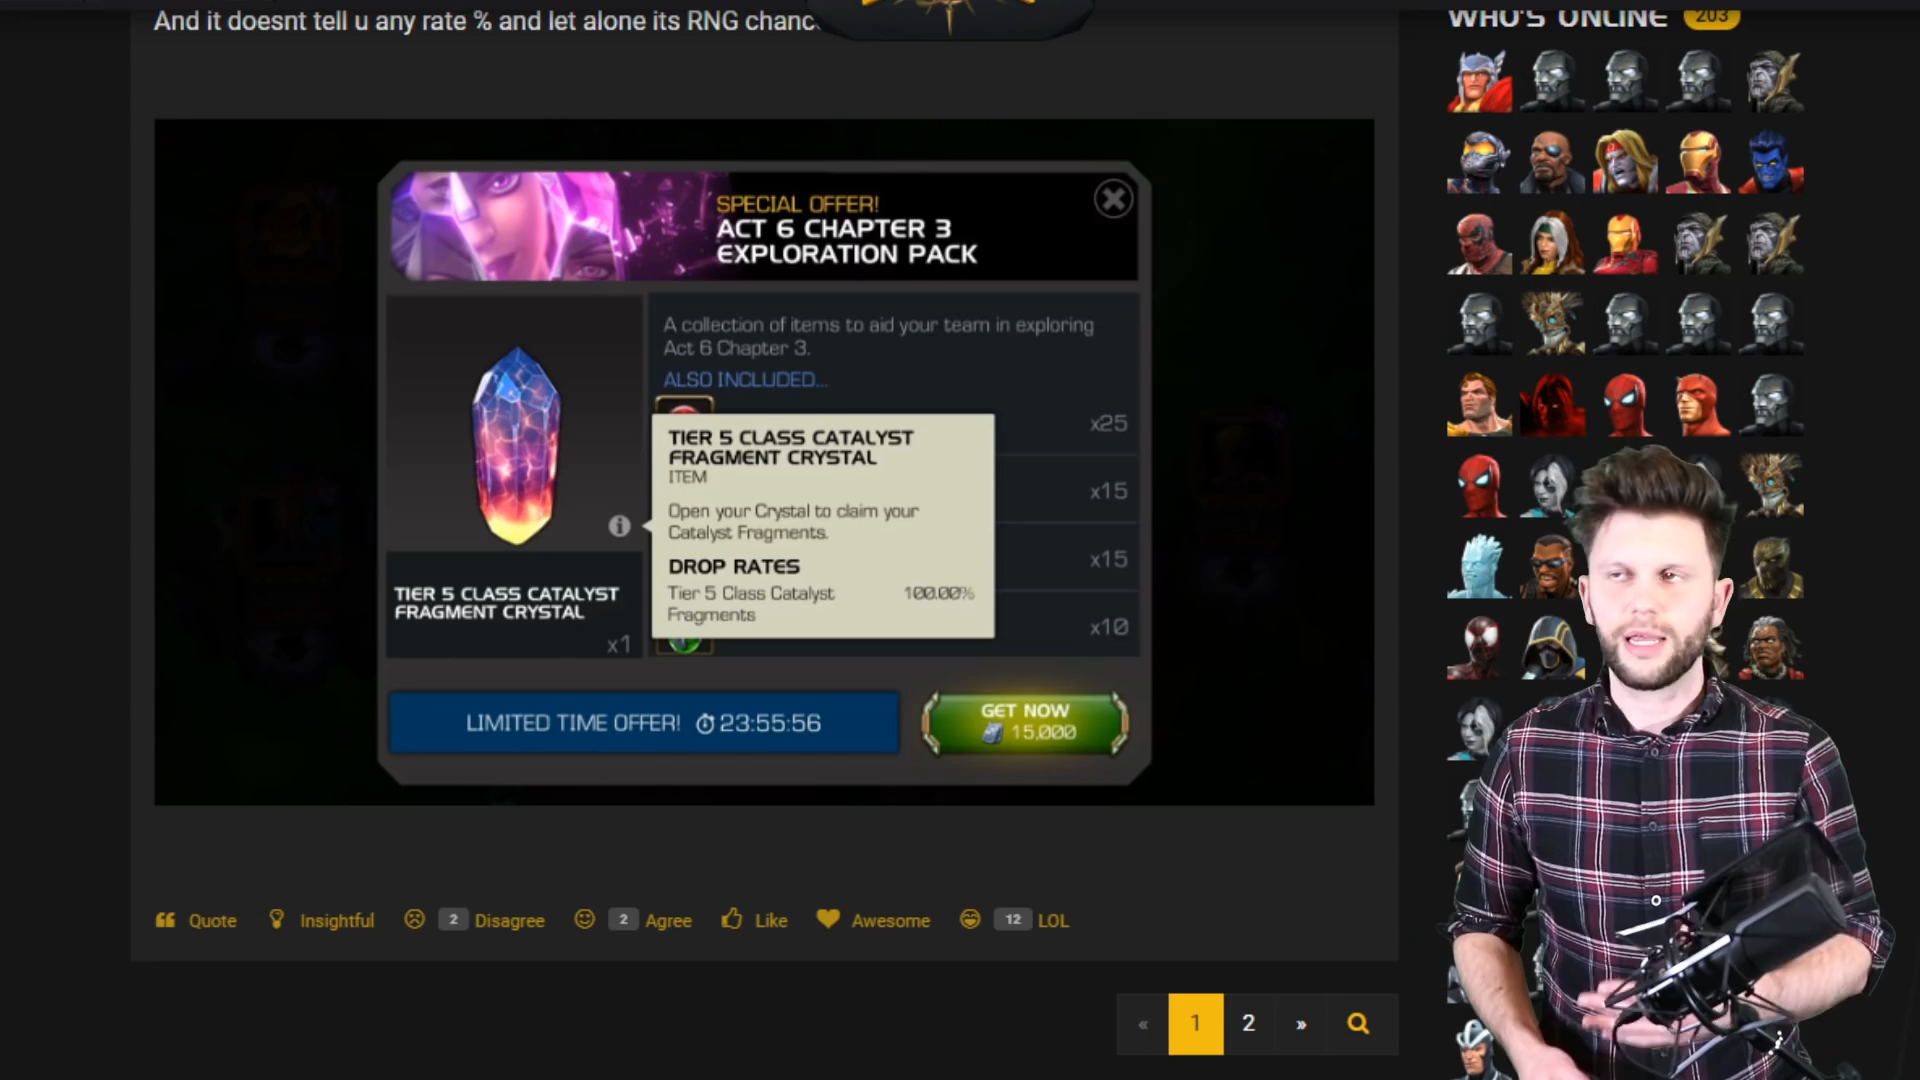 And it doesnt tell u any rate % and let alone its RNG chanc
WHO'S ONLINE 203
SPECIAL OFFER!
ACT 6 CHAPTER 3
EXPLORATION PACK
A collection of items to aid your team in exploring
Act 6 Chapter 3.
ALSO INCLUDED...
x25
x15
x15
x10
TIER 5 CLASS CATALYST
FRAGMENT CRYSTAL
ITEM
Open your Crystal to claim your
Catalyst Fragments.
DROP RATES
Tier 5 Class Catalyst 100.00%
Fragments
TIER 5 CLASS CATALYST
FRAGMENT CRYSTAL
x1
LIMITED TIME OFFER! 23:55:56
GET NOW
15,000
Quote Insightful 2 Disagree 2 Agree Like Awesome 12 LOL
« 1 2 »